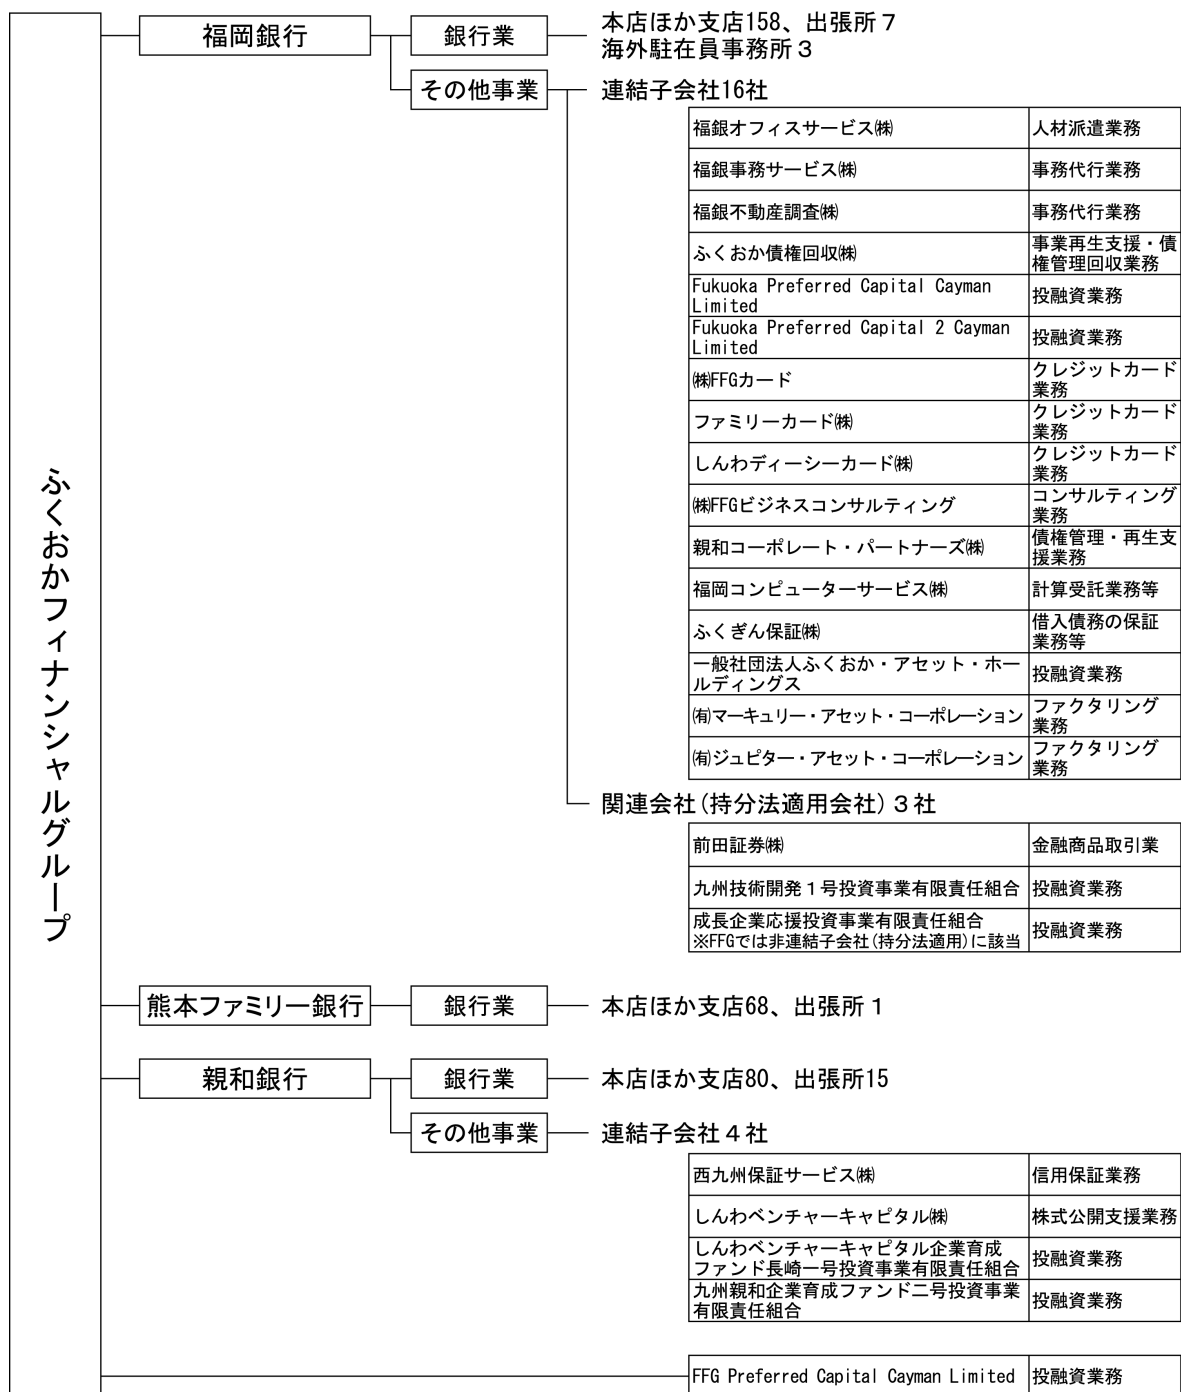 ふくおかフィナンシャルグループ
福岡銀行
銀行業
本店ほか支店158、出張所７
海外駐在員事務所３
その他事業
連結子会社16社
福銀オフィスサービス㈱
人材派遣業務
福銀事務サービス㈱
事務代行業務
福銀不動産調査㈱
事務代行業務
ふくおか債権回収㈱
事業再生支援・債
権管理回収業務
Fukuoka Preferred Capital Cayman
Limited
投融資業務
Fukuoka Preferred Capital 2 Cayman
Limited
投融資業務
㈱FFGカード
クレジットカード
業務
ファミリーカード㈱
クレジットカード
業務
しんわディーシーカード㈱
クレジットカード
業務
㈱FFGビジネスコンサルティング
コンサルティング
業務
親和コーポレート・パートナーズ㈱
債権管理・再生支
援業務
福岡コンピューターサービス㈱
計算受託業務等
ふくぎん保証㈱
借入債務の保証
業務等
一般社団法人ふくおか・アセット・ホー
ルディングス
投融資業務
㈲マーキュリー・アセット・コーポレーション
ファクタリング
業務
㈲ジュピター・アセット・コーポレーション
ファクタリング
業務
関連会社(持分法適用会社)３社
前田証券㈱
金融商品取引業
九州技術開発１号投資事業有限責任組合
投融資業務
成長企業応援投資事業有限責任組合
※FFGでは非連結子会社(持分法適用)に該当
投融資業務
熊本ファミリー銀行
銀行業
本店ほか支店68、出張所１
親和銀行
銀行業
本店ほか支店80、出張所15
その他事業
連結子会社４社
西九州保証サービス㈱
信用保証業務
しんわベンチャーキャピタル㈱
株式公開支援業務
しんわベンチャーキャピタル企業育成
ファンド長崎一号投資事業有限責任組合
投融資業務
九州親和企業育成ファンド二号投資事業
有限責任組合
投融資業務
FFG Preferred Capital Cayman Limited
投融資業務